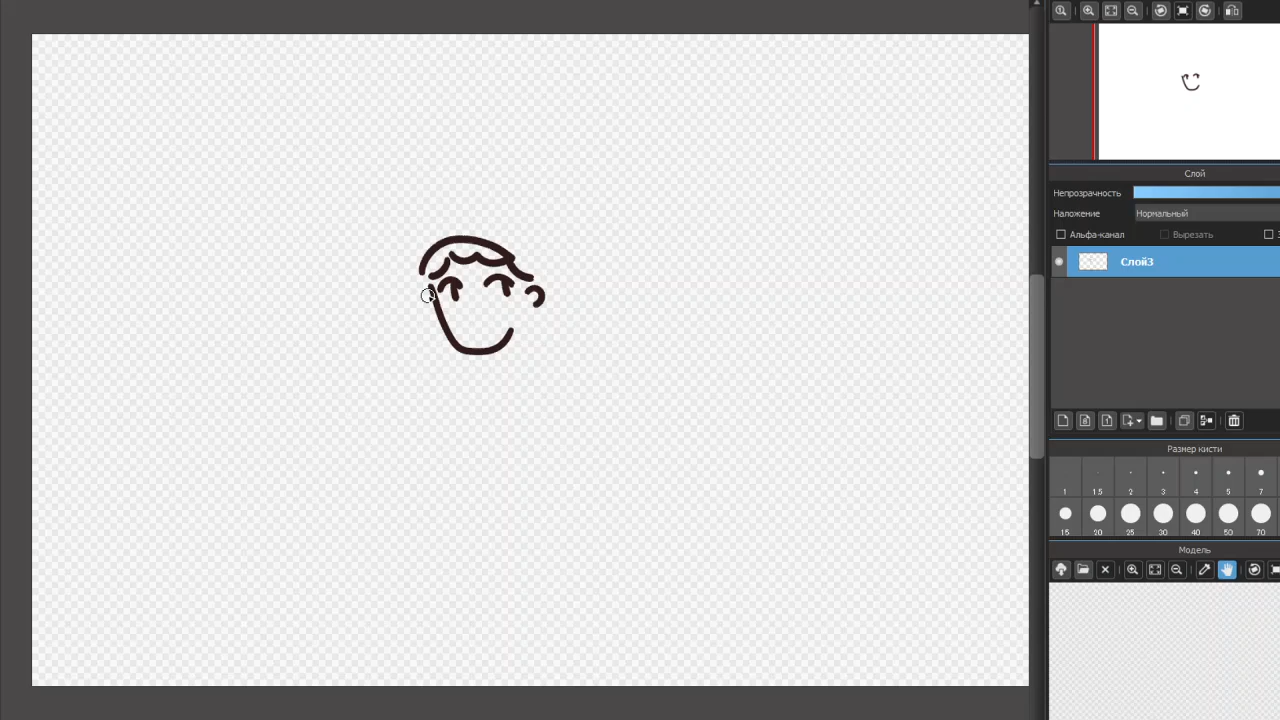 Слой
Непрозрачность
Наложение Нормальный
Альфа-канал Вырезать
Слой3
Размер кисти
1 1.5 2 3 4 5 7
15 20 25 30 40 50 70
Модель